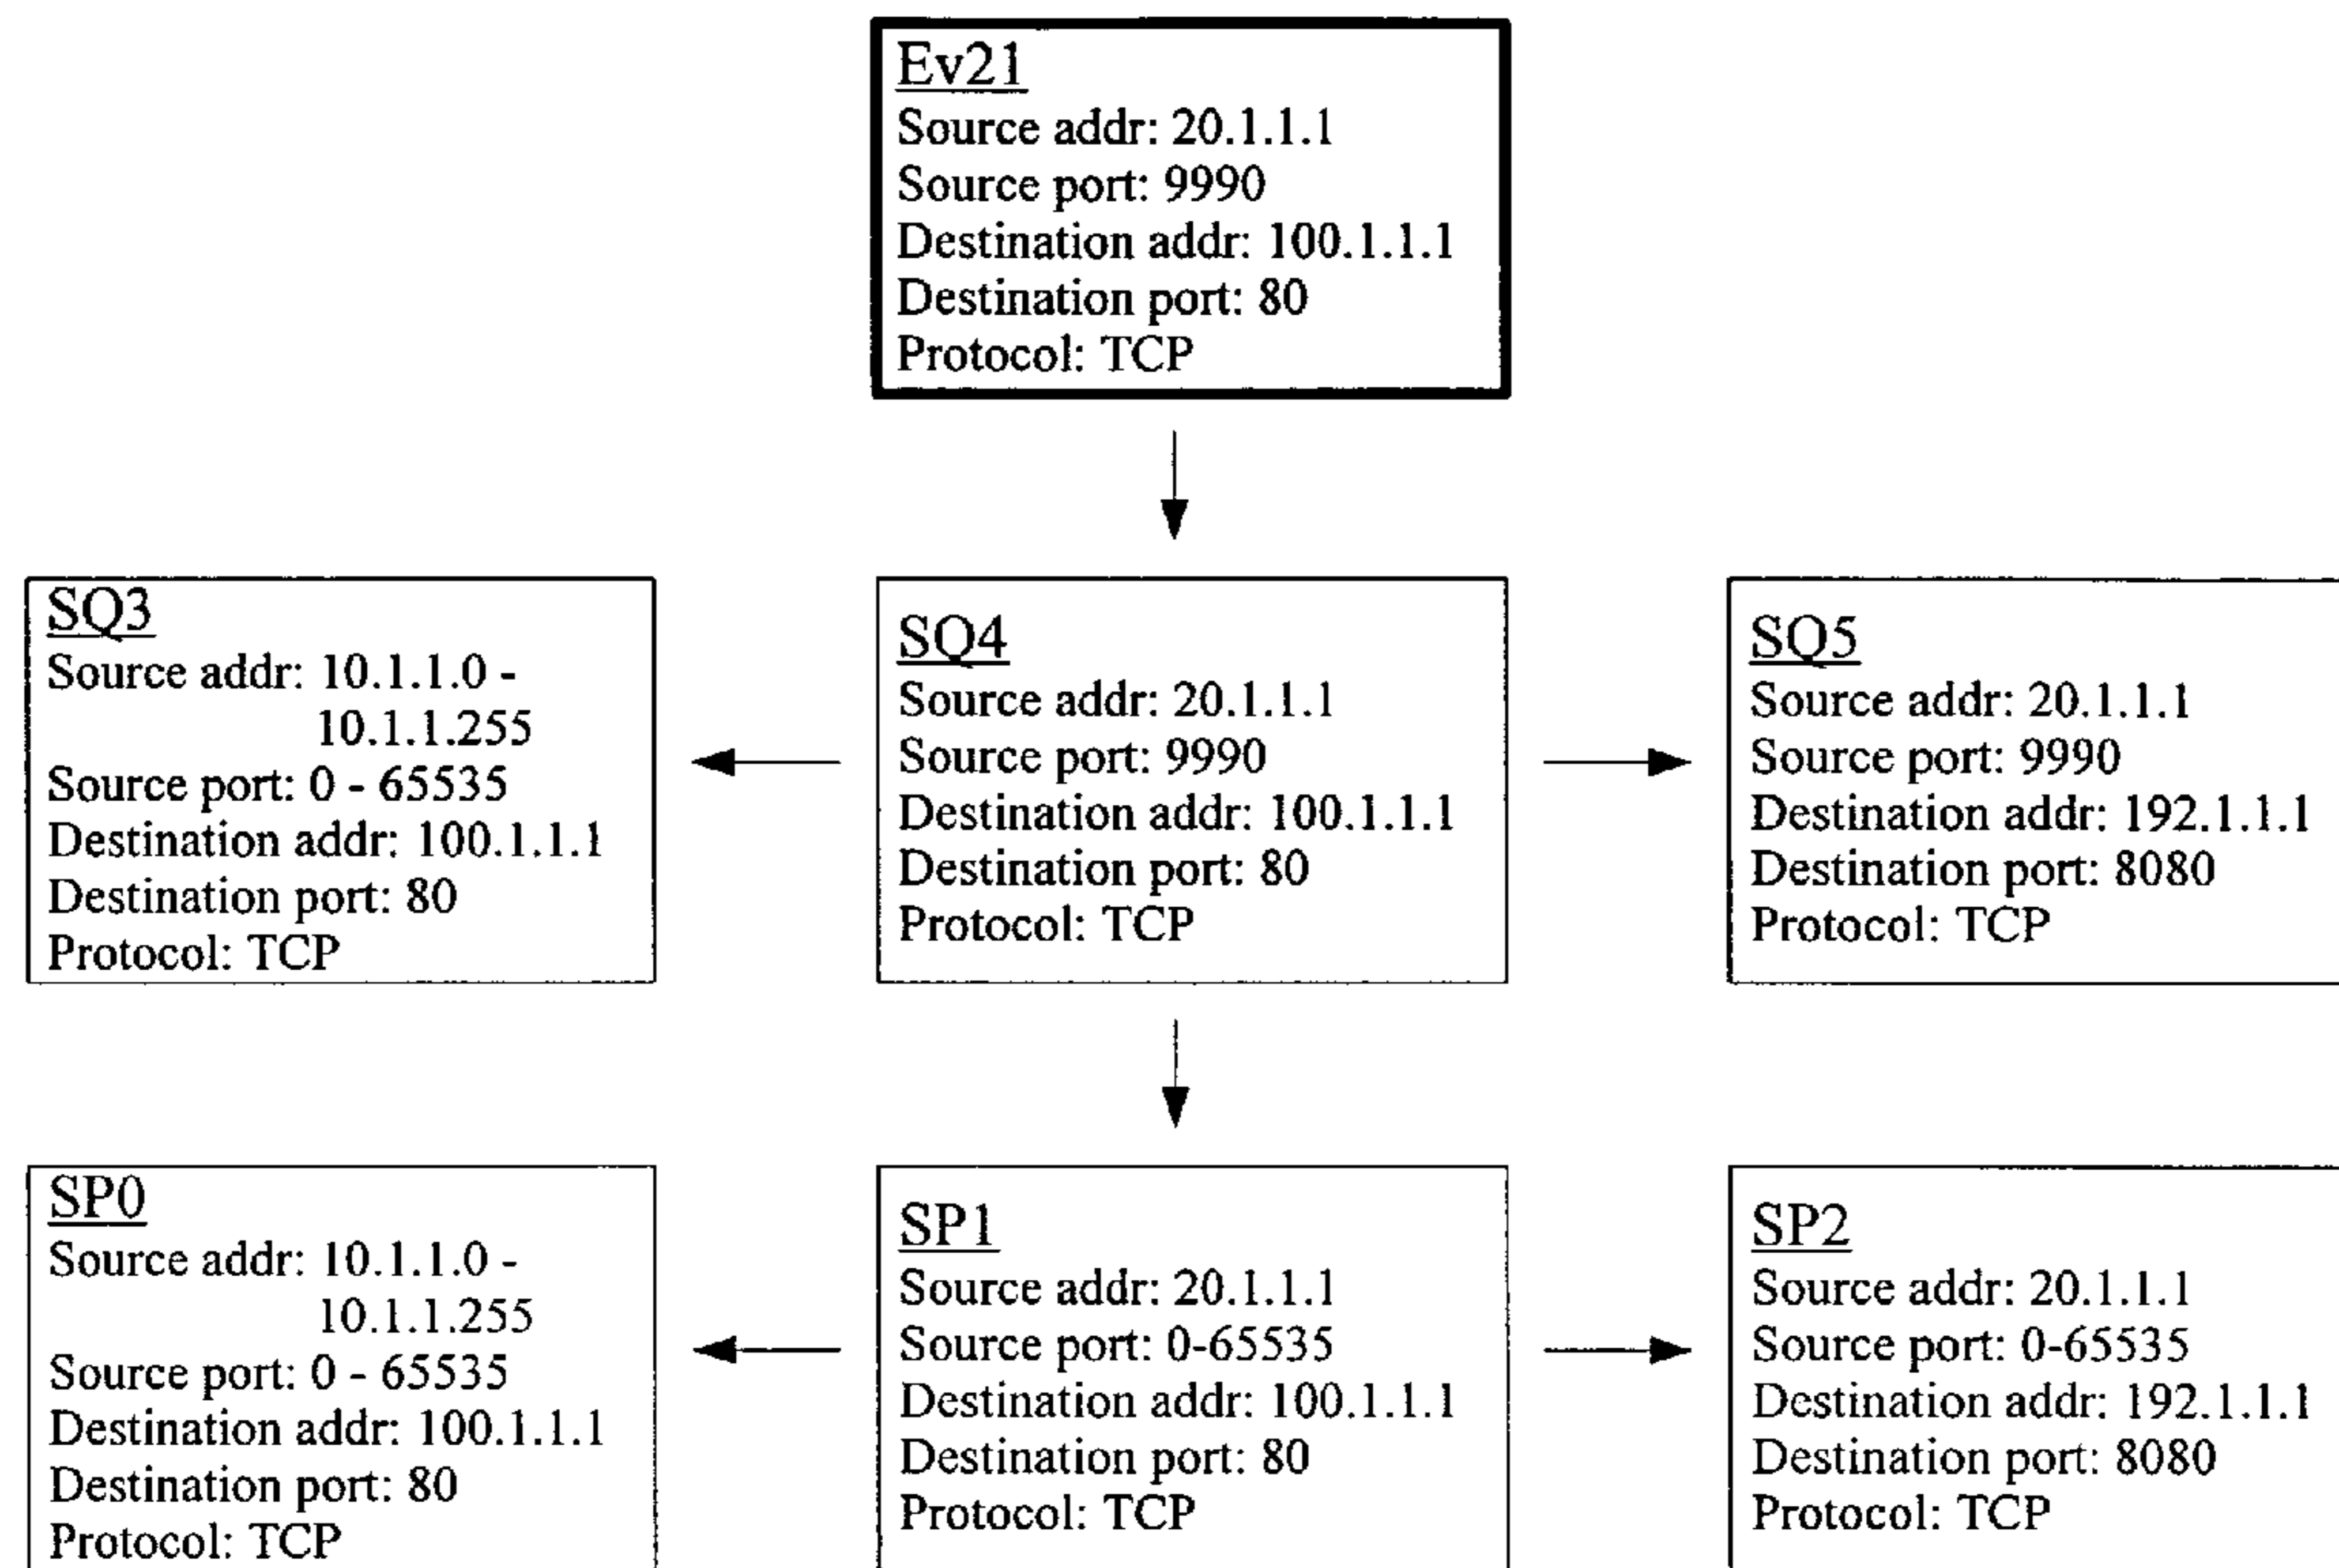 Ev21
Source addr: 20.1.1.1
Source port: 9990
Destination addr: 100.1.1.1
Destination port: 80
Protocol: TCP
SQ3
Source addr: 10.1.1.0 -
10.1.1.255
Source port: 0 - 65535
Destination addr: 100.1.1.1
Destination port: 80
Protocol: TCP
SQ4
Source addr: 20.1.1.1
Source port: 9990
Destination addr: 100.1.1.1
Destination port: 80
Protocol: TCP
SQ5
Source addr: 20.1.1.1
Source port: 9990
Destination addr: 192.1.1.1
Destination port: 8080
Protocol: TCP
SP0
Source addr: 10.1.1.0 -
10.1.1.255
Source port: 0 - 65535
Destination addr: 100.1.1.1
Destination port: 80
Protocol: TCP
SP1
Source addr: 20.1.1.1
Source port: 0-65535
Destination addr: 100.1.1.1
Destination port: 80
Protocol: TCP
SP2
Source addr: 20.1.1.1
Source port: 0-65535
Destination addr: 192.1.1.1
Destination port: 8080
Protocol: TCP